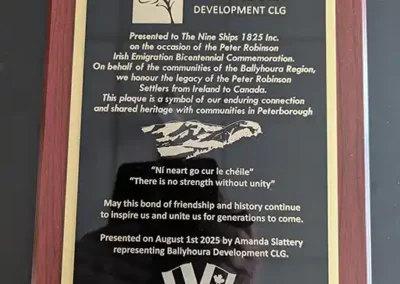 DEVELOPMENT CLG
Presented to The Nine Ships 1825 Inc.
on the occasion of the Peter Robinson
Irish Emigration Bicentennial Commemoration.
On behalf of the communities of the Ballyhoura Region,
we honour the legacy of the Peter Robinson
Settlers from Ireland to Canada.
This plaque is a symbol of our enduring connection
and shared heritage with communities in Peterborough
"Ní neart go cur le chéile"
"There is no strength without unity"
May this bond of friendship and history continue
to inspire us and unite us for generations to come.
Presented on August 1st 2025 by Amanda Slattery
representing Ballyhoura Development CLG.